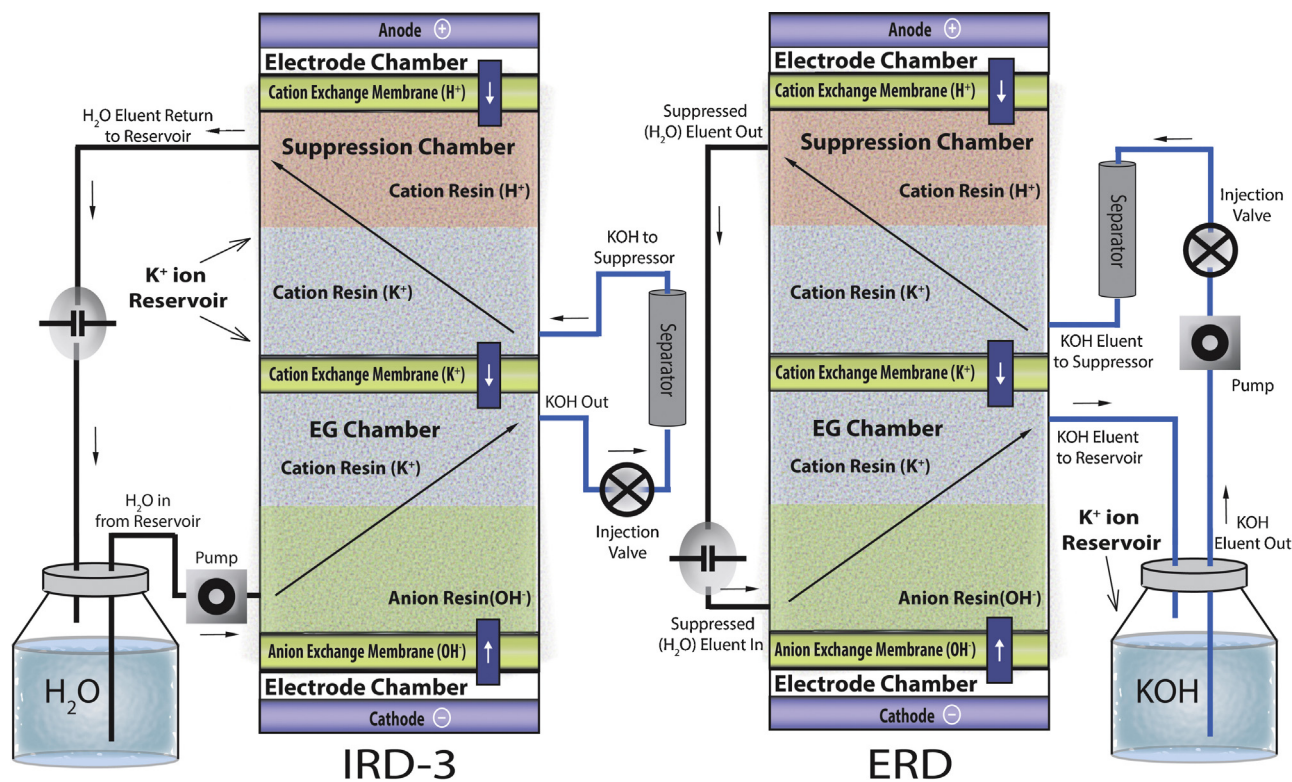 Anode +
Electrode Chamber
Cation Exchange Membrane (H⁺)
H₂O Eluent Return
to Reservoir
Suppression Chamber
Cation Resin (H⁺)
K⁺ ion
Reservoir
Cation Resin (K⁺)
KOH to
Suppressor
Separator
Cation Exchange Membrane (K⁺)
KOH Out
EG Chamber
Cation Resin (K⁺)
Injection
Valve
H₂O in
from Reservoir
Pump
Anion Resin(OH⁻)
Anion Exchange Membrane (OH⁻)
Electrode Chamber
Cathode −
H₂O
IRD-3
Anode +
Electrode Chamber
Cation Exchange Membrane (H⁺)
Suppressed
(H₂O) Eluent Out
Suppression Chamber
Cation Resin (H⁺)
Cation Resin (K⁺)
Separator
Injection
Valve
KOH Eluent
to Suppressor
Pump
Cation Exchange Membrane (K⁺)
EG Chamber
Cation Resin (K⁺)
KOH Eluent
to Reservoir
K⁺ ion
Reservoir
KOH
Eluent Out
Anion Resin(OH⁻)
Suppressed
(H₂O) Eluent In
Anion Exchange Membrane (OH⁻)
Electrode Chamber
Cathode −
KOH
ERD